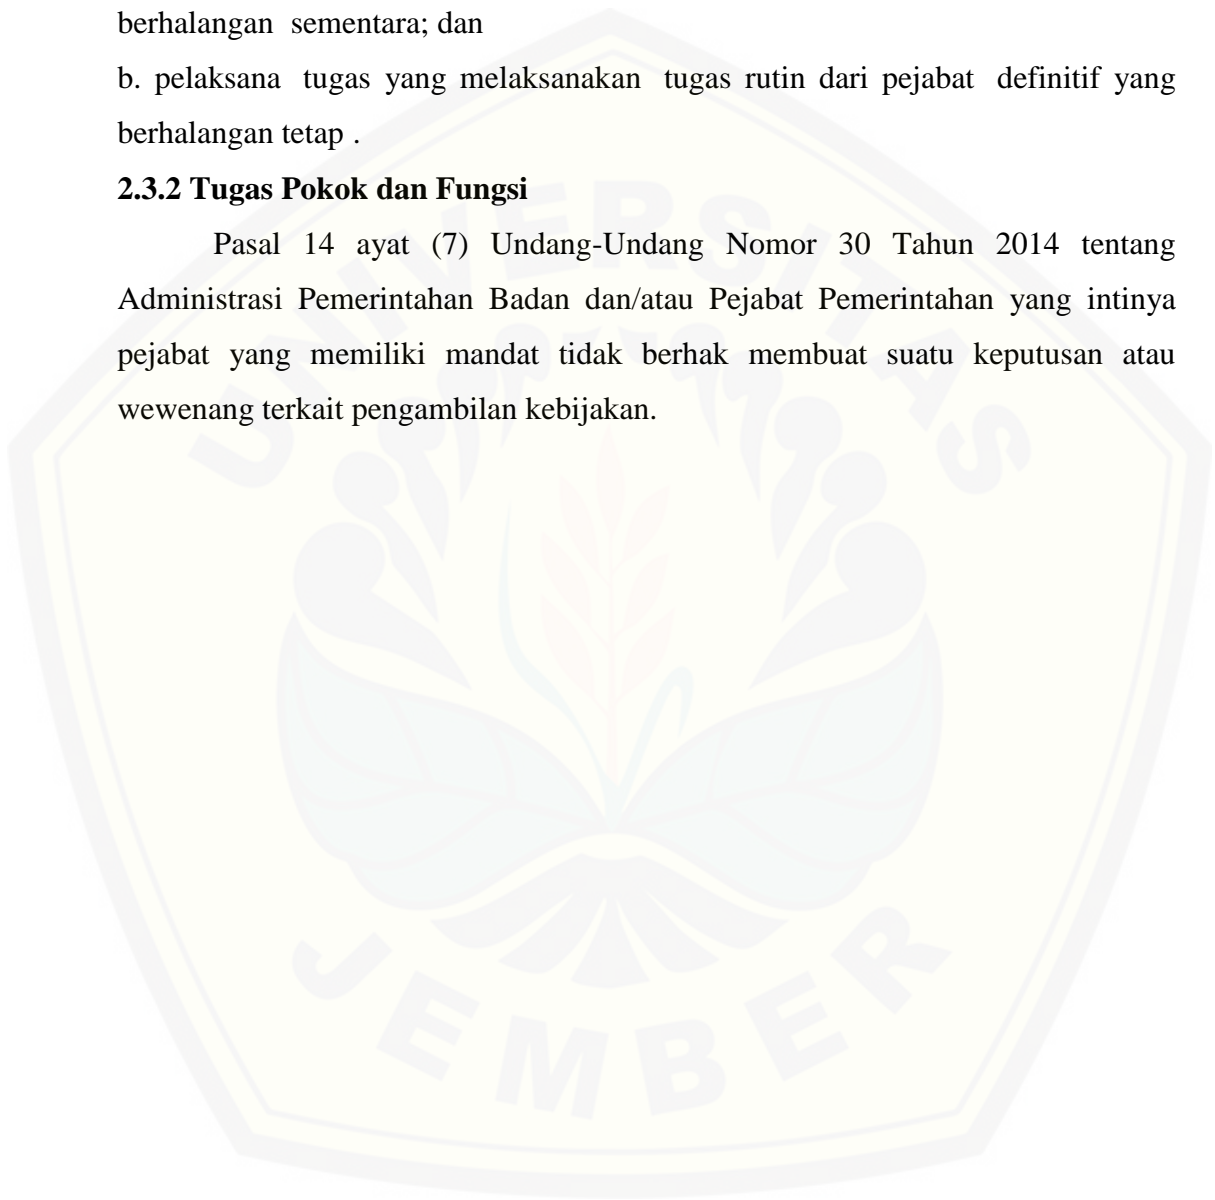 berhalangan sementara; dan
b. pelaksana tugas yang melaksanakan tugas rutin dari pejabat definitif yang
berhalangan tetap .
2.3.2 Tugas Pokok dan Fungsi
Pasal 14 ayat (7) Undang-Undang Nomor 30 Tahun 2014 tentang
Administrasi Pemerintahan Badan dan/atau Pejabat Pemerintahan yang intinya
pejabat yang memiliki mandat tidak berhak membuat suatu keputusan atau
wewenang terkait pengambilan kebijakan.
UNIVERSITAS
JEMBER